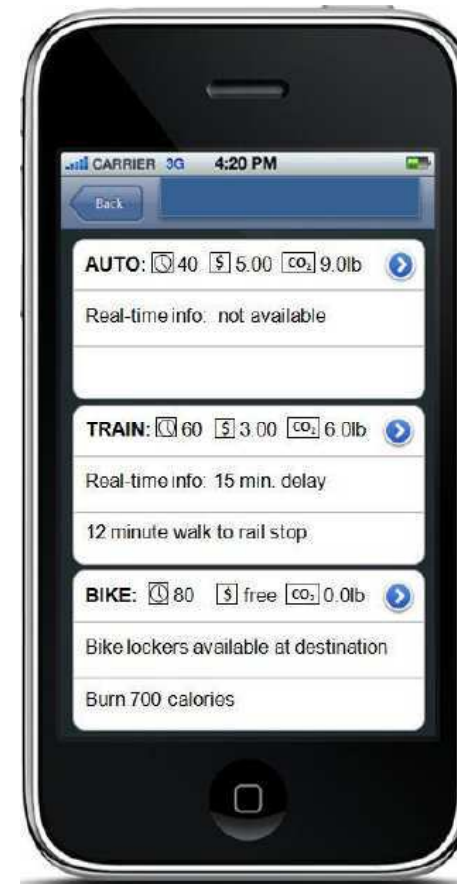 CARRIER 3G 4:20 PM
Back
AUTO: 40 $ 5.00 CO₂ 9.0lb
Real-time info: not available
TRAIN: 60 $ 3.00 CO₂ 6.0lb
Real-time info: 15 min. delay
12 minute walk to rail stop
BIKE: 80 $ free CO₂ 0.0lb
Bike lockers available at destination
Burn 700 calories